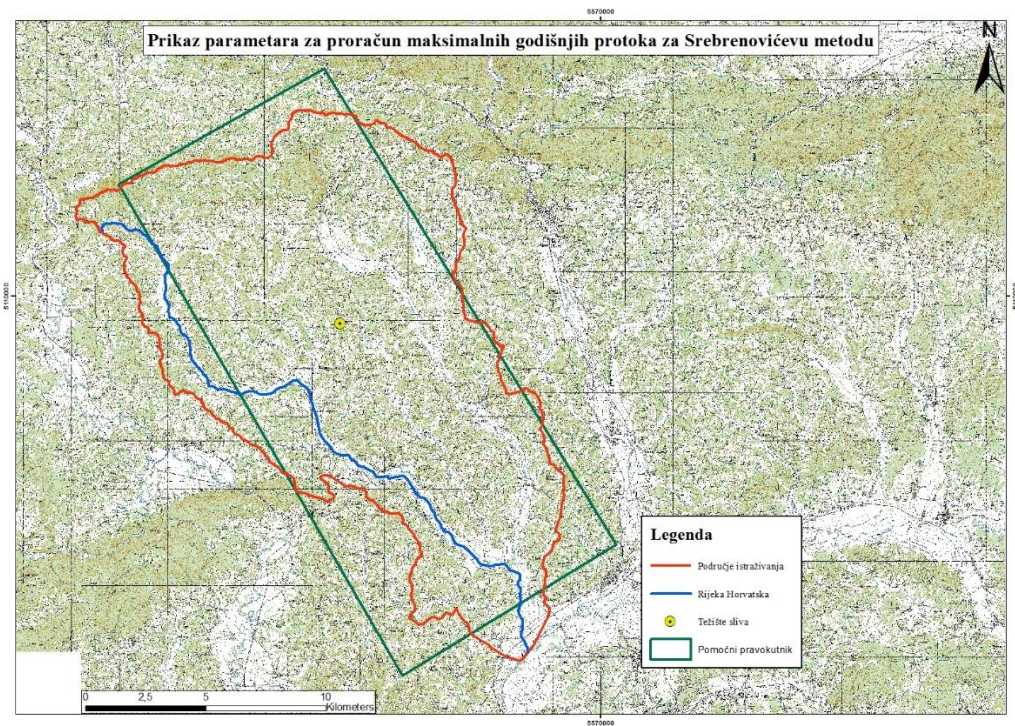 5570000
Prikaz parametara za proračun maksimalnih godišnjih protoka za Srebrenovićevu metodu
N
5110000
Legenda
Područje istraživanja
Rijeka Horvatska
Težište sliva
Pomoćni pravokutnik
0 2,5 5 10
Kilometers
5570000